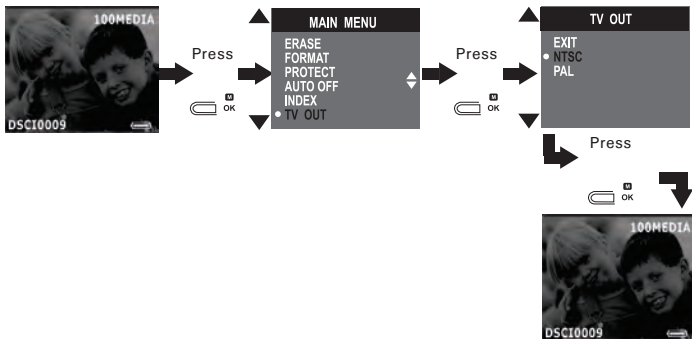 100MEDIA
DSCI0009
Press
M
OK
MAIN MENU
ERASE
FORMAT
PROTECT
AUTO OFF
INDEX
TV OUT
Press
M
OK
TV OUT
EXIT
NTSC
PAL
Press
M
OK
100MEDIA
DSCI0009